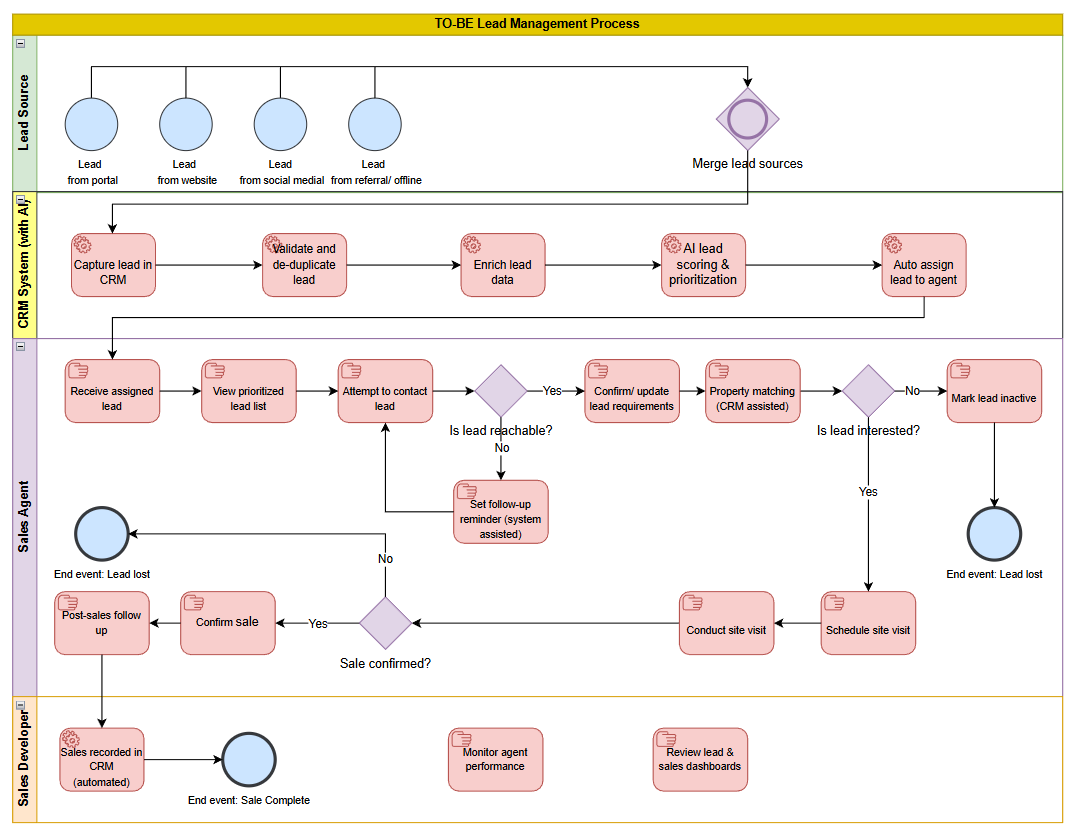 TO-BE Lead Management Process
Lead Source
Lead
from portal
Lead
from website
Lead
from social medial
Lead
from referral/ offline
Merge lead sources
CRM System (with AI)
Capture lead in
CRM
Validate and
de-duplicate
lead
Enrich lead
data
AI lead
scoring &
prioritization
Auto assign
lead to agent
Sales Agent
Receive assigned
lead
View prioritized
lead list
Attempt to contact
lead
Is lead reachable?
Yes
No
Confirm/ update
lead requirements
Property matching
(CRM assisted)
Is lead interested?
No
Yes
Mark lead inactive
Set follow-up
reminder (system
assisted)
End event: Lead lost
End event: Lead lost
No
Post-sales follow
up
Confirm sale
Yes
Sale confirmed?
Conduct site visit
Schedule site visit
Sales Developer
Sales recorded in
CRM
(automated)
End event: Sale Complete
Monitor agent
performance
Review lead &
sales dashboards